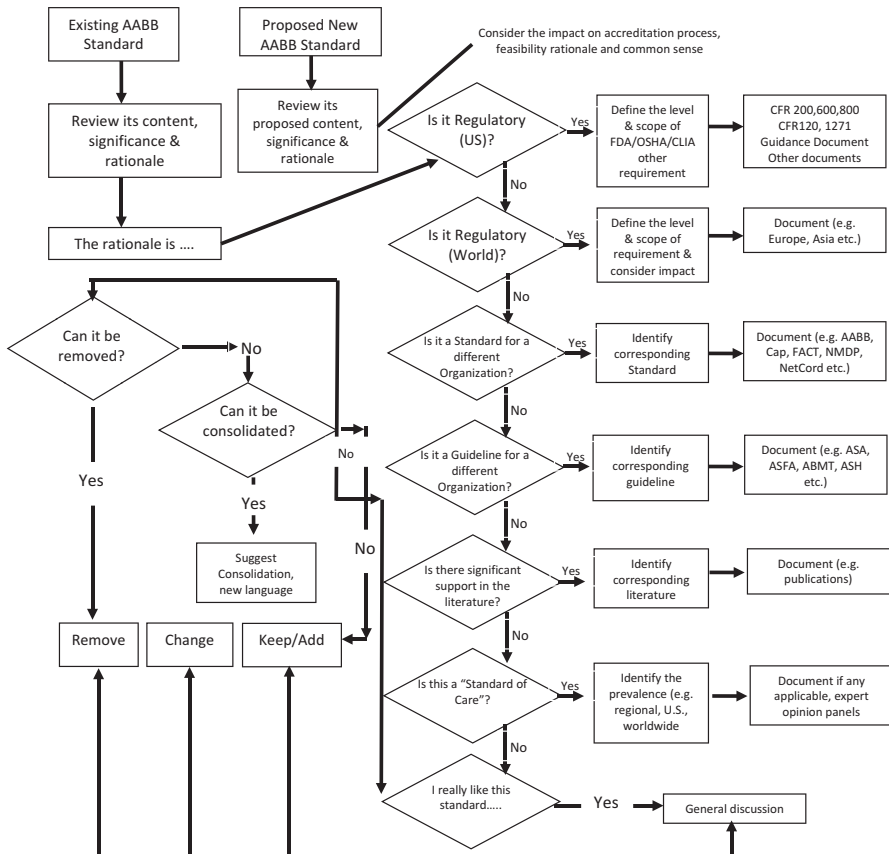 Existing AABB
Standard
Proposed New
AABB Standard
Consider the impact on accreditation process,
feasibility rationale and common sense
Review its content,
significance &
rationale
Review its
proposed content,
significance &
rationale
The rationale is ....
Is it Regulatory
(US)?
Yes
Define the level
& scope of
FDA/OSHA/CLIA
other
requirement
CFR 200,600,800
CFR120, 1271
Guidance Document
Other documents
No
Is it Regulatory
(World)?
Yes
Define the level
& scope of
requirement &
consider impact
Document (e.g.
Europe, Asia etc.)
No
Can it be
removed?
No
Yes
Can it be
consolidated?
No
Yes
No
Suggest
Consolidation,
new language
Remove
Change
Keep/Add
Is it a Standard for a
different
Organization?
Yes
Identify
corresponding
Standard
Document (e.g. AABB,
Cap, FACT, NMDP,
NetCord etc.)
No
Is it a Guideline for a
different
Organization?
Yes
Identify
corresponding
guideline
Document (e.g. ASA,
ASFA, ABMT, ASH
etc.)
No
Is there significant
support in the
literature?
Yes
Identify
corresponding
literature
Document (e.g.
publications)
No
Is this a “Standard of
Care”?
Yes
Identify the
prevalence (e.g.
regional, U.S.,
worldwide
Document if any
applicable, expert
opinion panels
No
I really like this
standard.....
Yes
General discussion